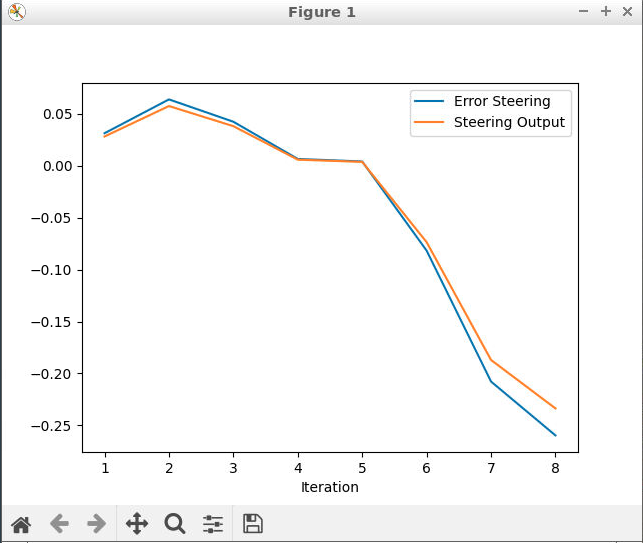 Figure 1
Error Steering
Steering Output
0.05
0.00
−0.05
−0.10
−0.15
−0.20
−0.25
1 2 3 4 5 6 7 8
Iteration